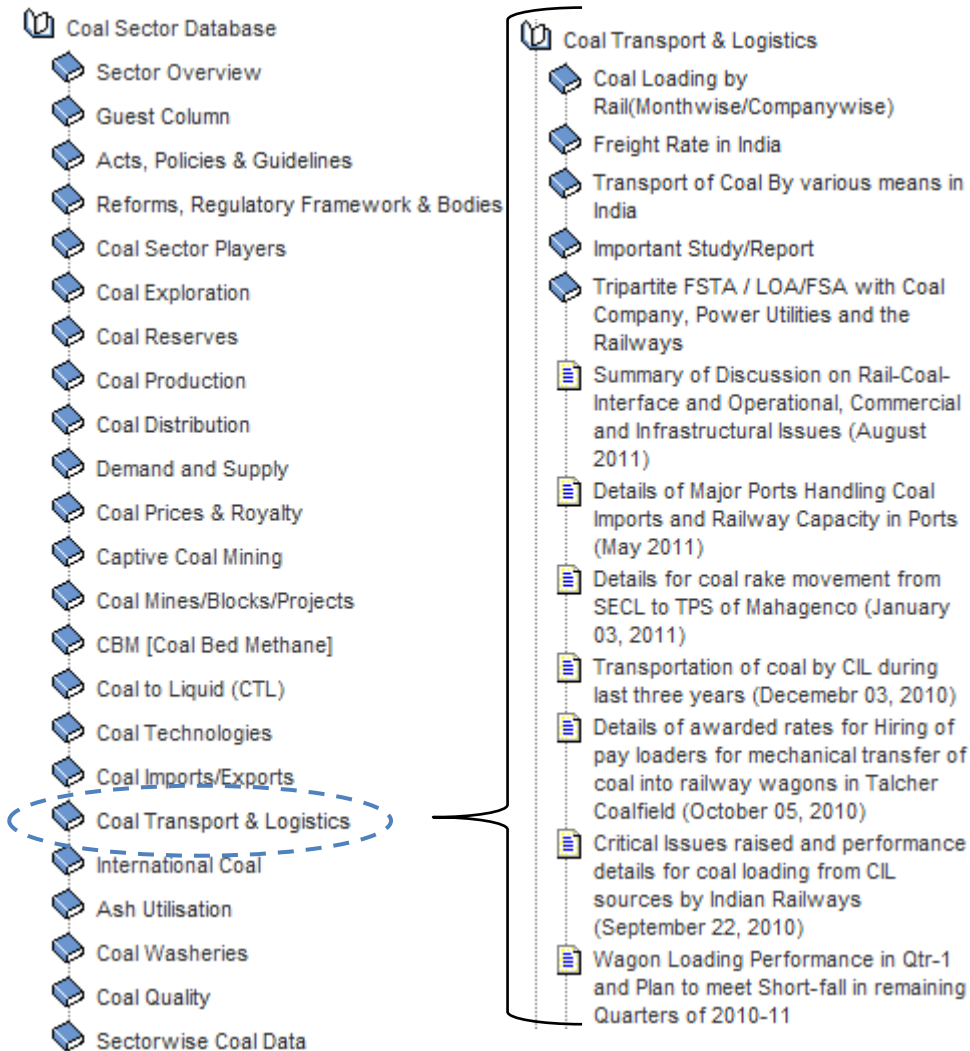 Coal Sector Database
Sector Overview
Guest Column
Acts, Policies & Guidelines
Reforms, Regulatory Framework & Bodies
Coal Sector Players
Coal Exploration
Coal Reserves
Coal Production
Coal Distribution
Demand and Supply
Coal Prices & Royalty
Captive Coal Mining
Coal Mines/Blocks/Projects
CBM [Coal Bed Methane]
Coal to Liquid (CTL)
Coal Technologies
Coal Imports/Exports
Coal Transport & Logistics
International Coal
Ash Utilisation
Coal Washeries
Coal Quality
Sectorwise Coal Data
Coal Transport & Logistics
Coal Loading by
Rail(Monthwise/Companywise)
Freight Rate in India
Transport of Coal By various means in
India
Important Study/Report
Tripartite FSTA / LOA/FSA with Coal
Company, Power Utilities and the
Railways
Summary of Discussion on Rail-Coal-
Interface and Operational, Commercial
and Infrastructural Issues (August
2011)
Details of Major Ports Handling Coal
Imports and Railway Capacity in Ports
(May 2011)
Details for coal rake movement from
SECL to TPS of Mahagenco (January
03, 2011)
Transportation of coal by CIL during
last three years (Decemebr 03, 2010)
Details of awarded rates for Hiring of
pay loaders for mechanical transfer of
coal into railway wagons in Talcher
Coalfield (October 05, 2010)
Critical Issues raised and performance
details for coal loading from CIL
sources by Indian Railways
(September 22, 2010)
Wagon Loading Performance in Qtr-1
and Plan to meet Short-fall in remaining
Quarters of 2010-11